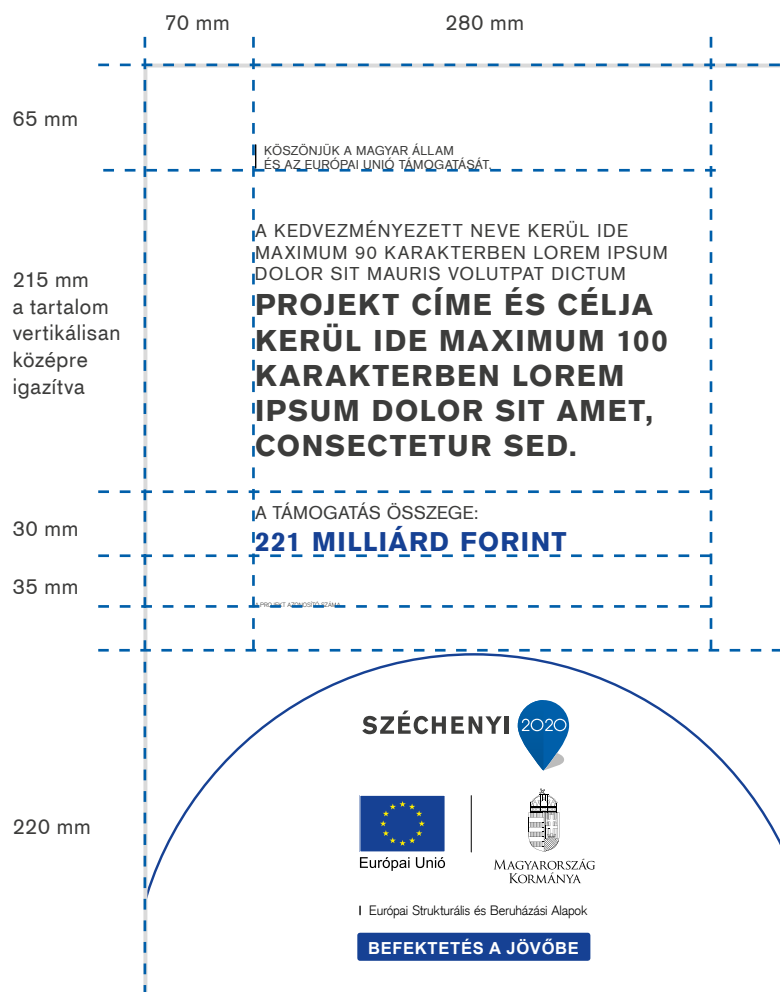 70 mm
280 mm
65 mm
KÖSZÖNJÜK A MAGYAR ÁLLAM
ÉS AZ EURÓPAI UNIÓ TÁMOGATÁSÁT.
A KEDVEZMÉNYEZETT NEVE KERÜL IDE
MAXIMUM 90 KARAKTERBEN LOREM IPSUM
DOLOR SIT MAURIS VOLUTPAT DICTUM
215 mm
a tartalom
vertikálisan
középre
igazítva
PROJEKT CÍME ÉS CÉLJA
KERÜL IDE MAXIMUM 100
KARAKTERBEN LOREM
IPSUM DOLOR SIT AMET,
CONSECTETUR SED.
30 mm
A TÁMOGATÁS ÖSSZEGE:
221 MILLIÁRD FORINT
35 mm
A PROJEKT AZONOSÍTÓ SZÁMA
220 mm
SZÉCHENYI 2020
Európai Unió
MAGYARORSZÁG
KORMÁNYA
Európai Strukturális és Beruházási Alapok
BEFEKTETÉS A JÖVŐBE